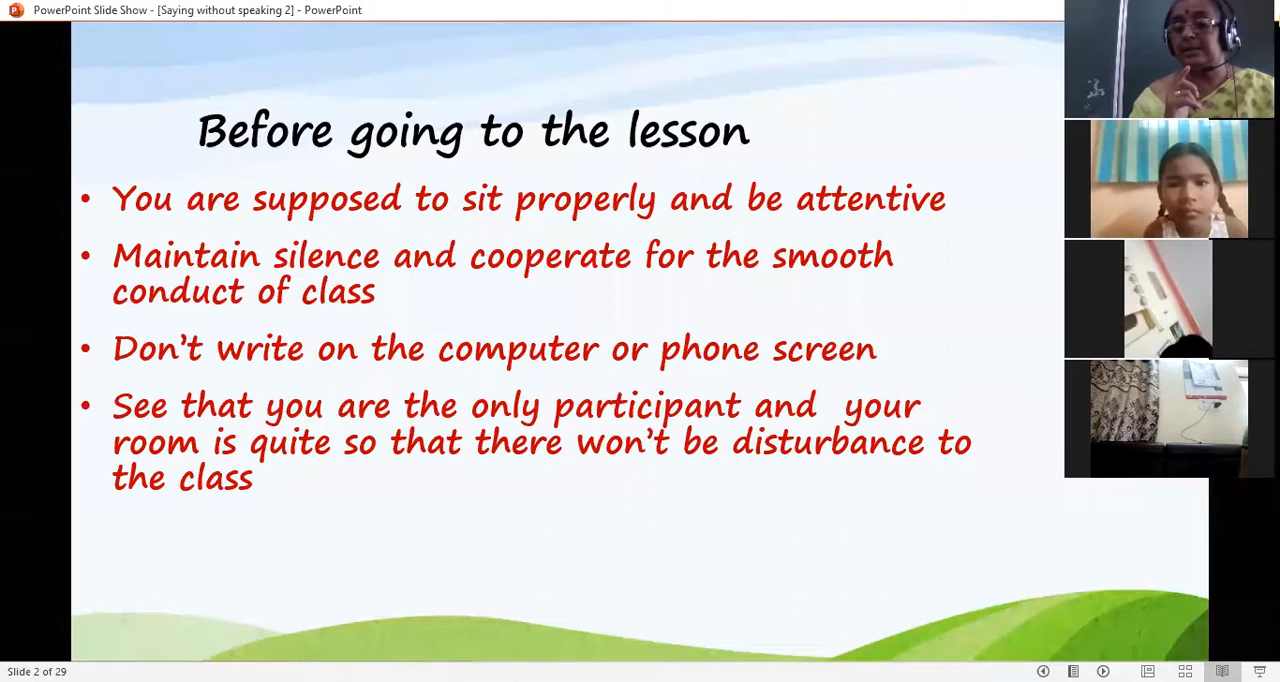 PowerPoint Slide Show - [Saying without speaking 2] - PowerPoint
Before going to the lesson
• You are supposed to sit properly and be attentive
• Maintain silence and cooperate for the smooth
conduct of class
• Don't write on the computer or phone screen
• See that you are the only participant and your
room is quite so that there won't be disturbance to
the class
Slide 2 of 29